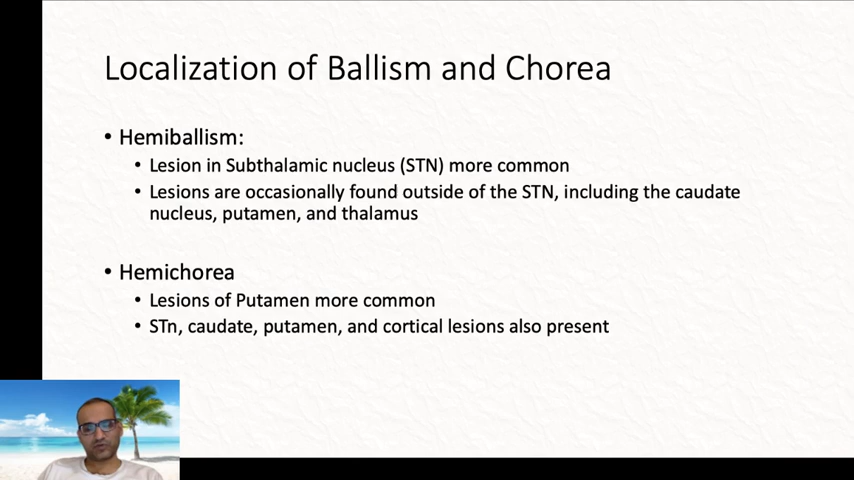 Localization of Ballism and Chorea
• Hemiballism:
• Lesion in Subthalamic nucleus (STN) more common
• Lesions are occasionally found outside of the STN, including the caudate
nucleus, putamen, and thalamus
• Hemichorea
• Lesions of Putamen more common
• STn, caudate, putamen, and cortical lesions also present